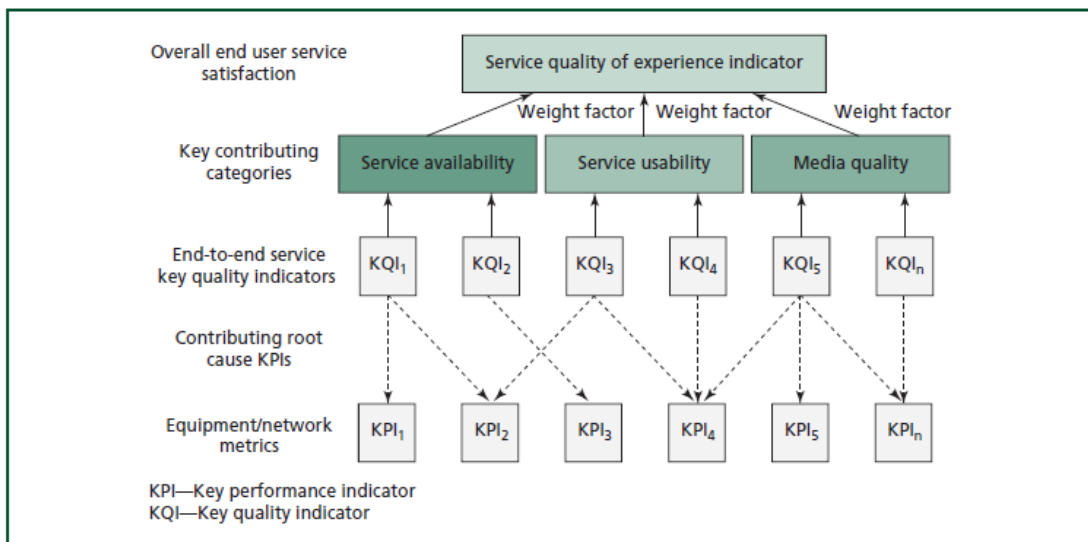 Overall end user service
satisfaction
Service quality of experience indicator
Weight factor Weight factor Weight factor
Key contributing
categories
Service availability Service usability Media quality
End-to-end service
key quality indicators
KQI₁ KQI₂ KQI₃ KQI₄ KQI₅ KQIₙ
Contributing root
cause KPIs
Equipment/network
metrics
KPI₁ KPI₂ KPI₃ KPI₄ KPI₅ KPIₙ
KPI—Key performance indicator
KQI—Key quality indicator